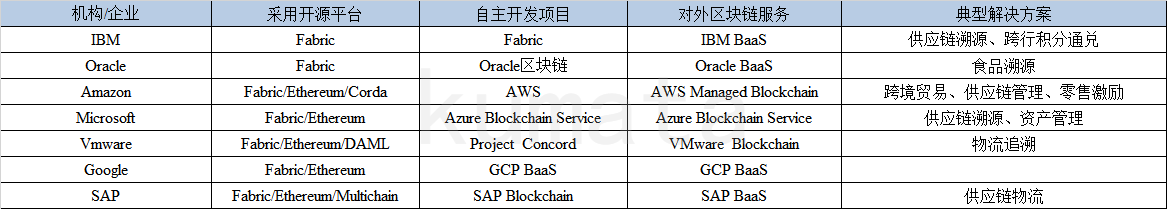 机构/企业 采用开源平台 自主开发项目 对外区块链服务 典型解决方案
IBM Fabric Fabric IBM BaaS 供应链溯源、跨行积分通兑
Oracle Fabric Oracle区块链 Oracle BaaS 食品溯源
Amazon Fabric/Ethereum/Corda AWS AWS Managed Blockchain 跨境贸易、供应链管理、零售激励
Microsoft Fabric/Ethereum Azure Blockchain Service Azure Blockchain Service 供应链溯源、资产管理
Vmware Fabric/Ethereum/DAML Project Concord VMware Blockchain 物流追溯
Google Fabric/Ethereum GCP BaaS GCP BaaS
SAP Fabric/Ethereum/Multichain SAP Blockchain SAP BaaS 供应链物流
kumata